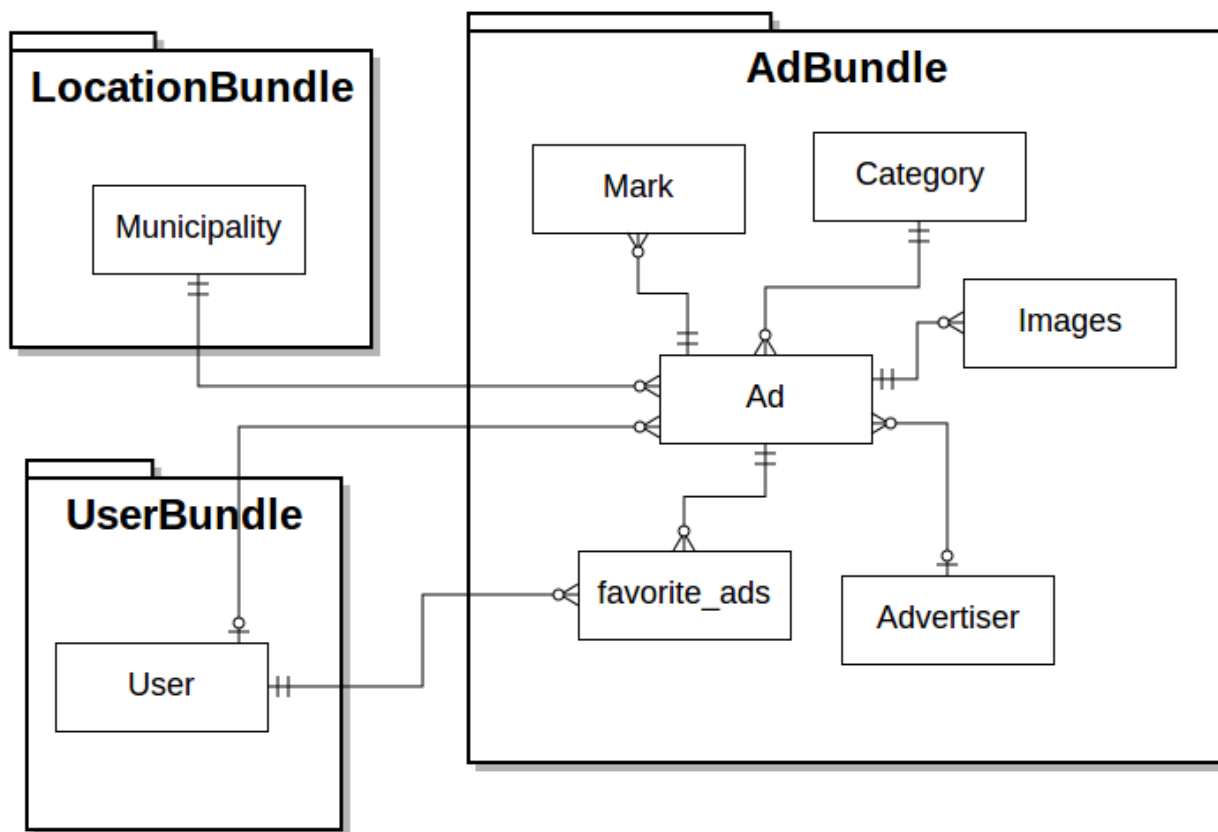 LocationBundle
Municipality
AdBundle
Mark
Category
Images
Ad
favorite_ads
Advertiser
UserBundle
User